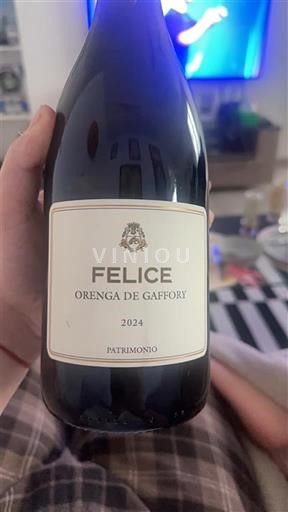 VINIOU
FELICE
ORENGA DE GAFFORY
2024
PATRIMONIO